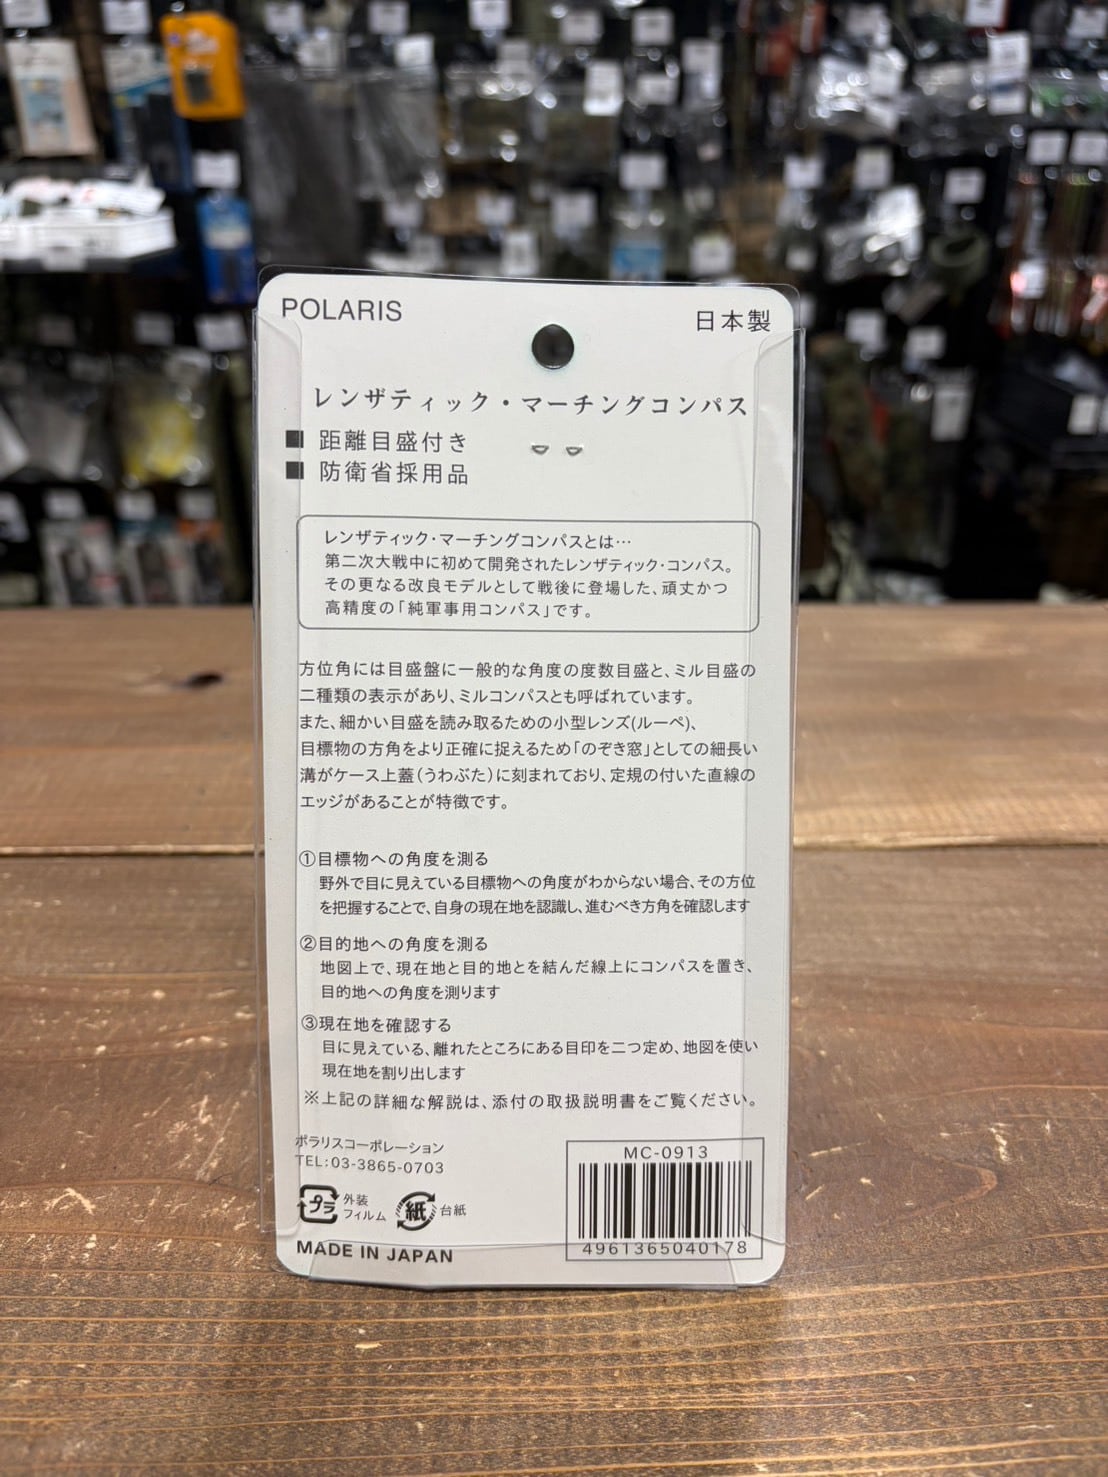 POLARIS
日本製
レンザティック・マーチングコンパス
■ 距離目盛付き
■ 防衛省採用品
レンザティック・マーチングコンパスとは…
第二次大戦中に初めて開発されたレンザティック・コンパス。
その更なる改良モデルとして戦後に登場した、頑丈かつ
高精度の「純軍事用コンパス」です。
方位角には目盛盤に一般的な角度の度数目盛と、ミル目盛の
二種類の表示があり、ミルコンパスとも呼ばれています。
また、細かい目盛を読み取るための小型レンズ(ルーペ)、
目標物の方角をより正確に捉えるため「のぞき窓」としての細長い
溝がケース上蓋(うわぶた)に刻まれており、定規の付いた直線の
エッジがあることが特徴です。
①目標物への角度を測る
野外で目に見えている目標物への角度がわからない場合、その方位
を把握することで、自身の現在地を認識し、進むべき方角を確認します
②目的地への角度を測る
地図上で、現在地と目的地とを結んだ線上にコンパスを置き、
目的地への角度を測ります
③現在地を確認する
目に見えている、離れたところにある目印を二つ定め、地図を使い
現在地を割り出します
※上記の詳細な解説は、添付の取扱説明書をご覧ください。
ポラリスコーポレーション
TEL:03-3865-0703
プラ 外装
フィルム
紙 台紙
MADE IN JAPAN
MC-0913
4961365040178